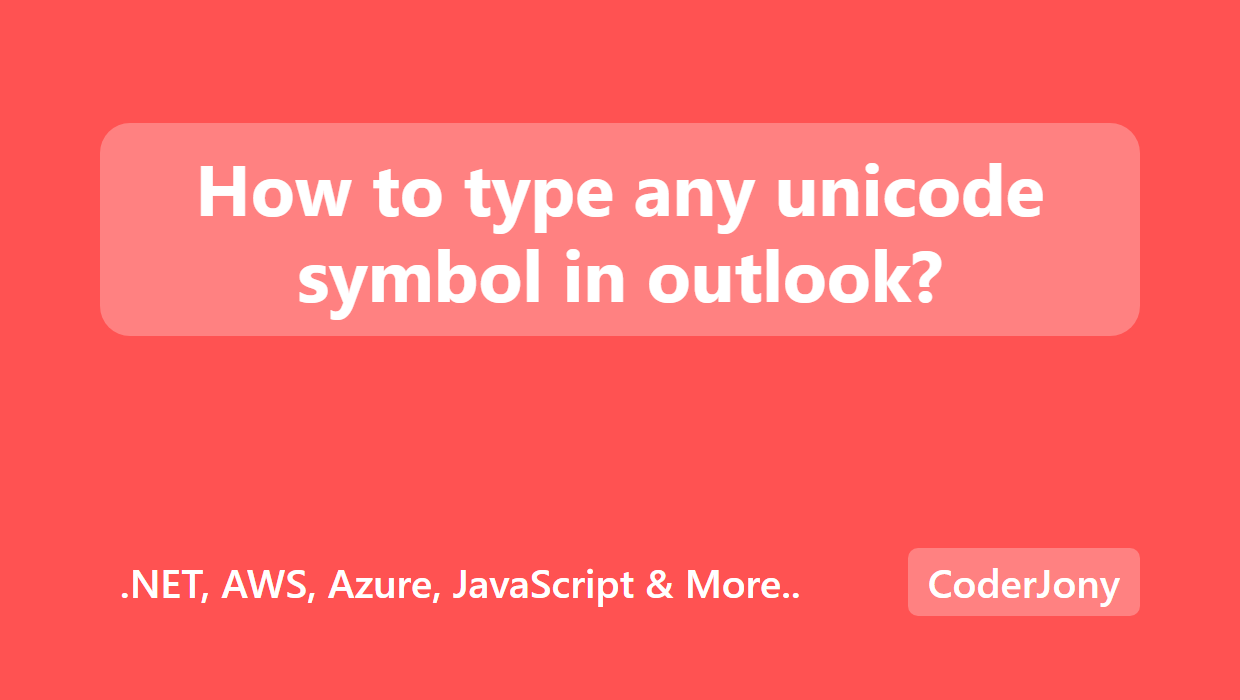 How to type any unicode
symbol in outlook?
.NET, AWS, Azure, JavaScript & More..
CoderJony